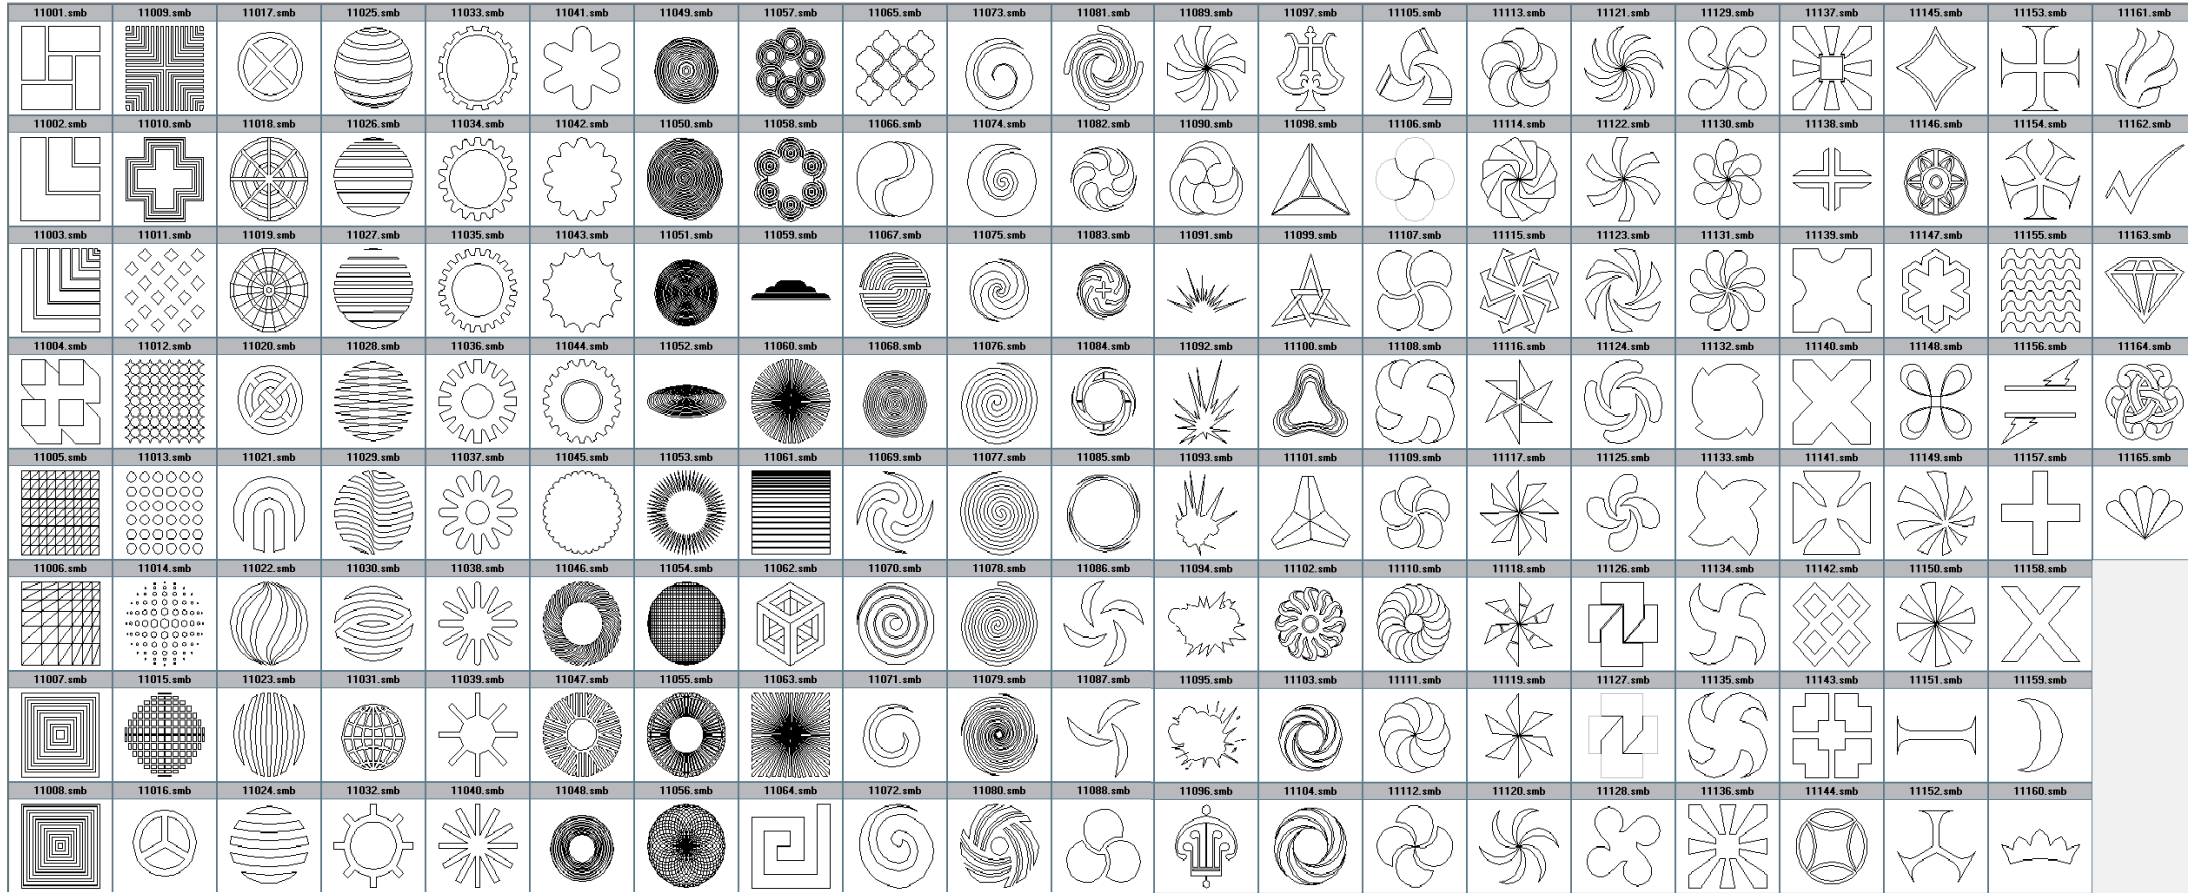 11001.smb 11009.smb 11017.smb 11025.smb 11033.smb 11041.smb 11049.smb 11057.smb 11065.smb 11073.smb 11081.smb 11089.smb 11097.smb 11105.smb 11113.smb 11121.smb 11129.smb 11137.smb 11145.smb 11153.smb 11161.smb
11002.smb 11010.smb 11018.smb 11026.smb 11034.smb 11042.smb 11050.smb 11058.smb 11066.smb 11074.smb 11082.smb 11090.smb 11098.smb 11106.smb 11114.smb 11122.smb 11130.smb 11138.smb 11146.smb 11154.smb 11162.smb
11003.smb 11011.smb 11019.smb 11027.smb 11035.smb 11043.smb 11051.smb 11059.smb 11067.smb 11075.smb 11083.smb 11091.smb 11099.smb 11107.smb 11115.smb 11123.smb 11131.smb 11139.smb 11147.smb 11155.smb 11163.smb
11004.smb 11012.smb 11020.smb 11028.smb 11036.smb 11044.smb 11052.smb 11060.smb 11068.smb 11076.smb 11084.smb 11092.smb 11100.smb 11108.smb 11116.smb 11124.smb 11132.smb 11140.smb 11148.smb 11156.smb 11164.smb
11005.smb 11013.smb 11021.smb 11029.smb 11037.smb 11045.smb 11053.smb 11061.smb 11069.smb 11077.smb 11085.smb 11093.smb 11101.smb 11109.smb 11117.smb 11125.smb 11133.smb 11141.smb 11149.smb 11157.smb 11165.smb
11006.smb 11014.smb 11022.smb 11030.smb 11038.smb 11046.smb 11054.smb 11062.smb 11070.smb 11078.smb 11086.smb 11094.smb 11102.smb 11110.smb 11118.smb 11126.smb 11134.smb 11142.smb 11150.smb 11158.smb
11007.smb 11015.smb 11023.smb 11031.smb 11039.smb 11047.smb 11055.smb 11063.smb 11071.smb 11079.smb 11087.smb 11095.smb 11103.smb 11111.smb 11119.smb 11127.smb 11135.smb 11143.smb 11151.smb 11159.smb
11008.smb 11016.smb 11024.smb 11032.smb 11040.smb 11048.smb 11056.smb 11064.smb 11072.smb 11080.smb 11088.smb 11096.smb 11104.smb 11112.smb 11120.smb 11128.smb 11136.smb 11144.smb 11152.smb 11160.smb